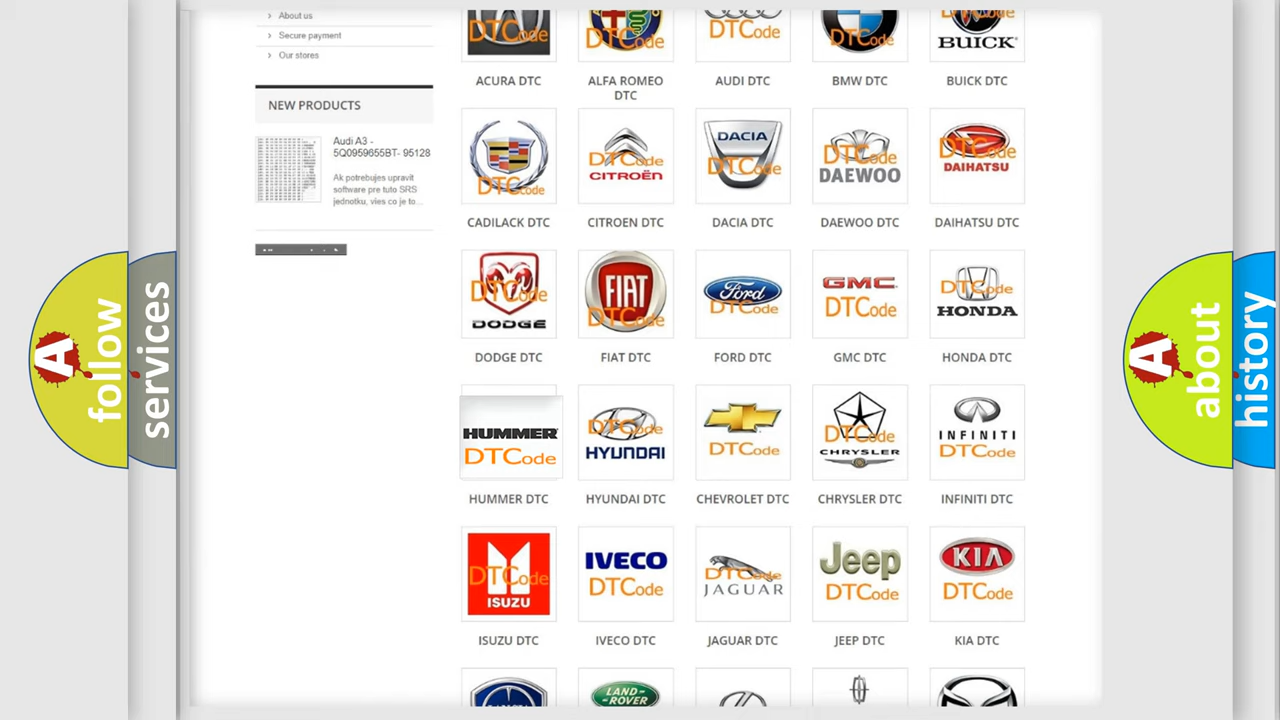 About us
Secure payment
Our stores
NEW PRODUCTS
Audi A3 -
5Q0959655BT- 95128
Ak potrebujes upravit
software pre tuto SRS
jednotku, vies co je to...
A follow
services
DTCode
DTCode
DTCode
DTCode
BUICK
ACURA DTC
ALFA ROMEO
DTC
AUDI DTC
BMW DTC
BUICK DTC
DTCode
DTCode
CITROËN
DACIA
DTCode
DTCode
DAEWOO
DTCode
DAIHATSU
CADILACK DTC
CITROEN DTC
DACIA DTC
DAEWOO DTC
DAIHATSU DTC
DTCode
DODGE
FIAT
DTCode
Ford
DTCode
GMC
DTCode
DTCode
HONDA
DODGE DTC
FIAT DTC
FORD DTC
GMC DTC
HONDA DTC
HUMMER
DTCode
DTCode
HYUNDAI
DTCode
DTCode
CHRYSLER
INFINITI
DTCode
HUMMER DTC
HYUNDAI DTC
CHEVROLET DTC
CHRYSLER DTC
INFINITI DTC
DTCode
ISUZU
IVECO
DTCode
DTCode
JAGUAR
Jeep
DTCode
KIA
DTCode
ISUZU DTC
IVECO DTC
JAGUAR DTC
JEEP DTC
KIA DTC
LAND-
ROVER
A about
history